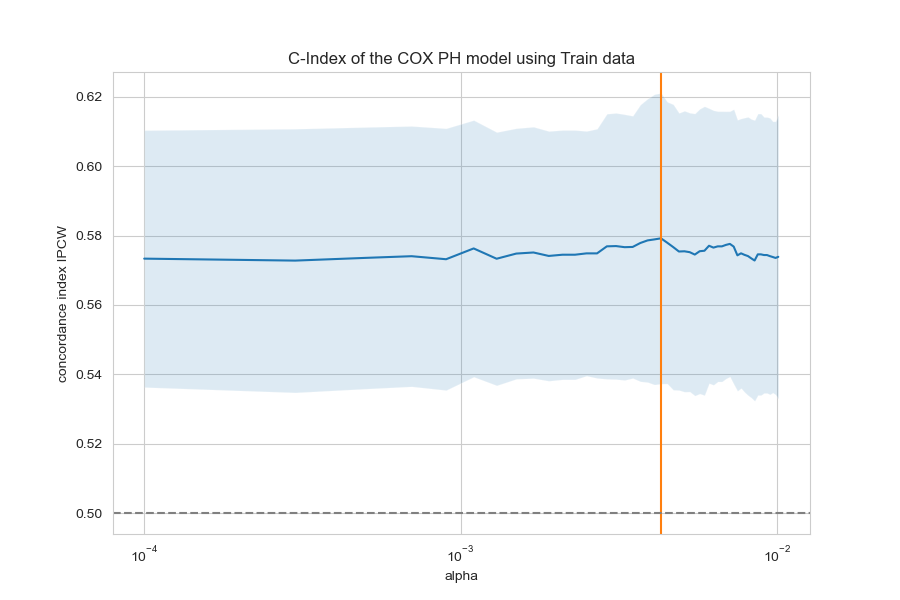 C-Index of the COX PH model using Train data
concordance index IPCW
0.62
0.60
0.58
0.56
0.54
0.52
0.50
10⁻⁴ 10⁻³ 10⁻²
alpha